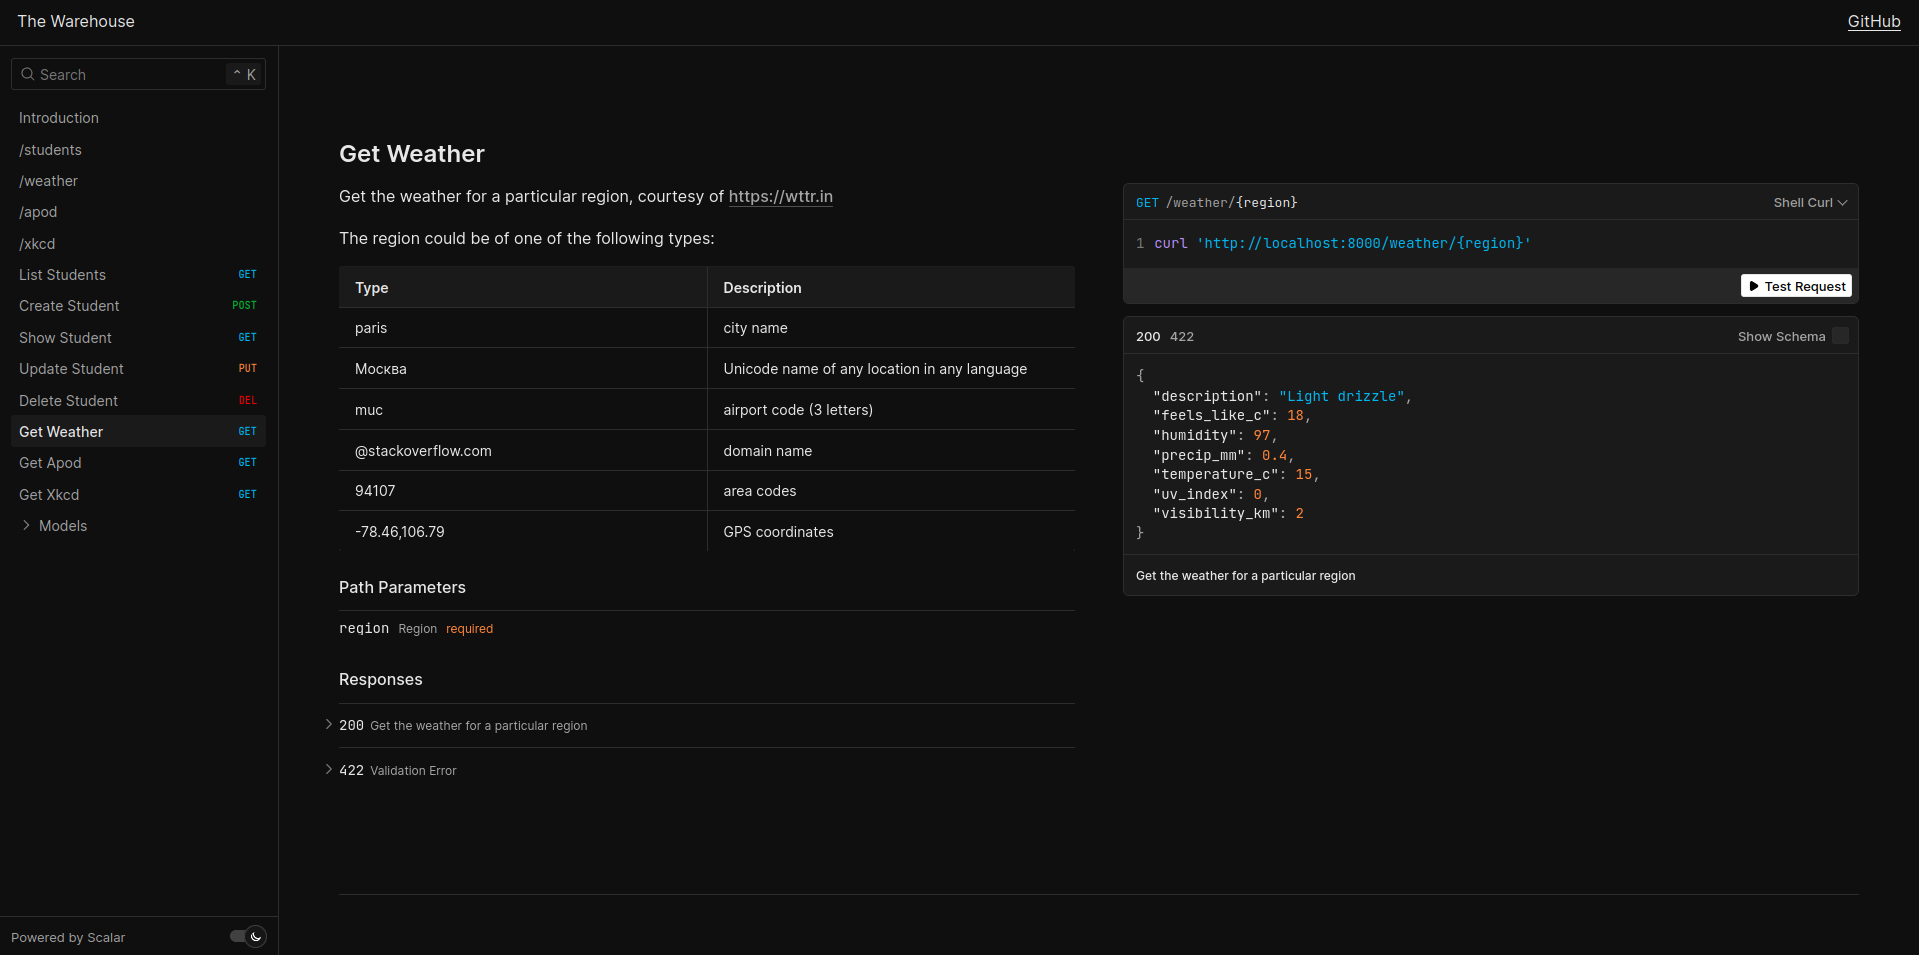 The Warehouse
GitHub
Search
⌃ K
Introduction
/students
/weather
/apod
/xkcd
List Students GET
Create Student POST
Show Student GET
Update Student PUT
Delete Student DEL
Get Weather GET
Get Apod GET
Get Xkcd GET
Models
Powered by Scalar
Get Weather
Get the weather for a particular region, courtesy of https://wttr.in
The region could be of one of the following types:
Type Description
paris city name
Москва Unicode name of any location in any language
muc airport code (3 letters)
@stackoverflow.com domain name
94107 area codes
-78.46,106.79 GPS coordinates
Path Parameters
region Region required
Responses
200 Get the weather for a particular region
422 Validation Error
GET /weather/{region} Shell Curl
1 curl 'http://localhost:8000/weather/{region}'
Test Request
200 422 Show Schema
{
"description": "Light drizzle",
"feels_like_c": 18,
"humidity": 97,
"precip_mm": 0.4,
"temperature_c": 15,
"uv_index": 0,
"visibility_km": 2
}
Get the weather for a particular region